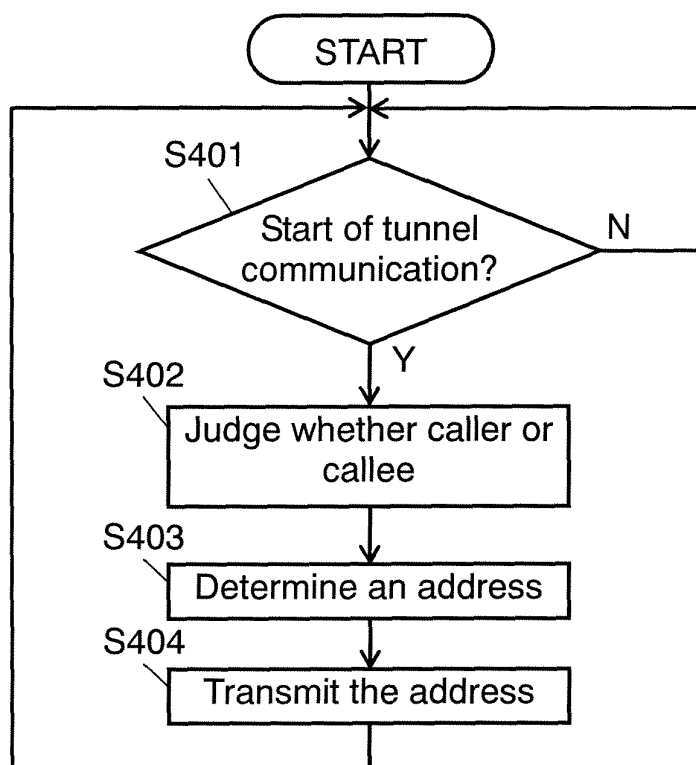 START
S401
Start of tunnel
communication?
N
Y
S402
Judge whether caller or
callee
S403
Determine an address
S404
Transmit the address